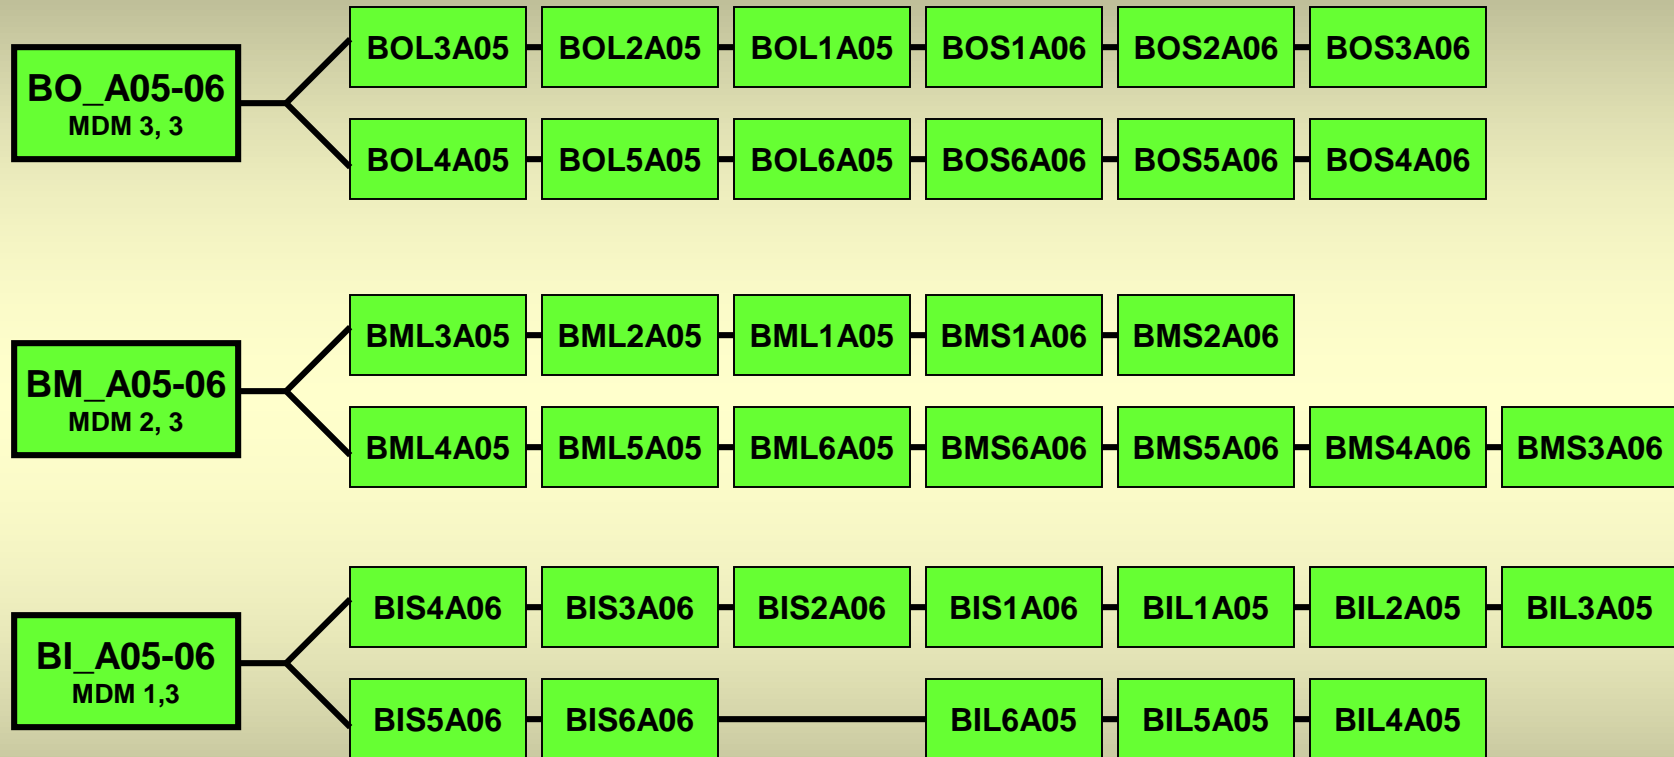 BO_A05-06
MDM 3, 3
BOL3A05 BOL2A05 BOL1A05 BOS1A06 BOS2A06 BOS3A06
BOL4A05 BOL5A05 BOL6A05 BOS6A06 BOS5A06 BOS4A06
BM_A05-06
MDM 2, 3
BML3A05 BML2A05 BML1A05 BMS1A06 BMS2A06
BML4A05 BML5A05 BML6A05 BMS6A06 BMS5A06 BMS4A06 BMS3A06
BI_A05-06
MDM 1,3
BIS4A06 BIS3A06 BIS2A06 BIS1A06 BIL1A05 BIL2A05 BIL3A05
BIS5A06 BIS6A06 BIL6A05 BIL5A05 BIL4A05